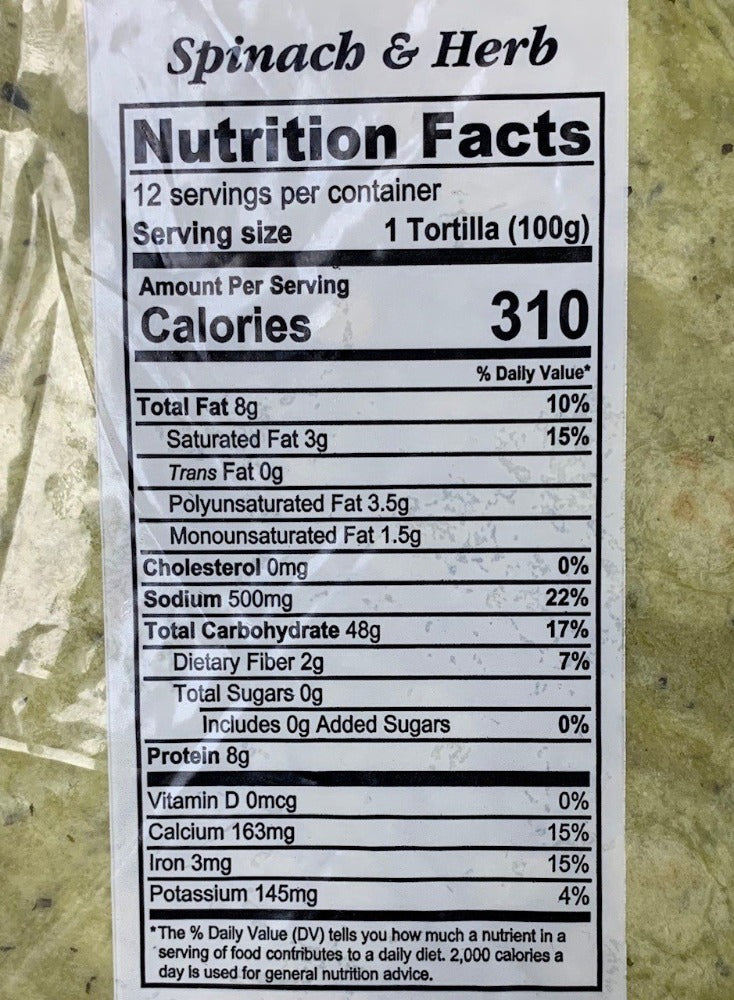 Spinach & Herb
Nutrition Facts
12 servings per container
Serving size 1 Tortilla (100g)
Amount Per Serving
Calories 310
% Daily Value*
Total Fat 8g 10%
Saturated Fat 3g 15%
Trans Fat 0g
Polyunsaturated Fat 3.5g
Monounsaturated Fat 1.5g
Cholesterol 0mg 0%
Sodium 500mg 22%
Total Carbohydrate 48g 17%
Dietary Fiber 2g 7%
Total Sugars 0g
Includes 0g Added Sugars 0%
Protein 8g
Vitamin D 0mcg 0%
Calcium 163mg 15%
Iron 3mg 15%
Potassium 145mg 4%
*The % Daily Value (DV) tells you how much a nutrient in a
serving of food contributes to a daily diet. 2,000 calories a
day is used for general nutrition advice.